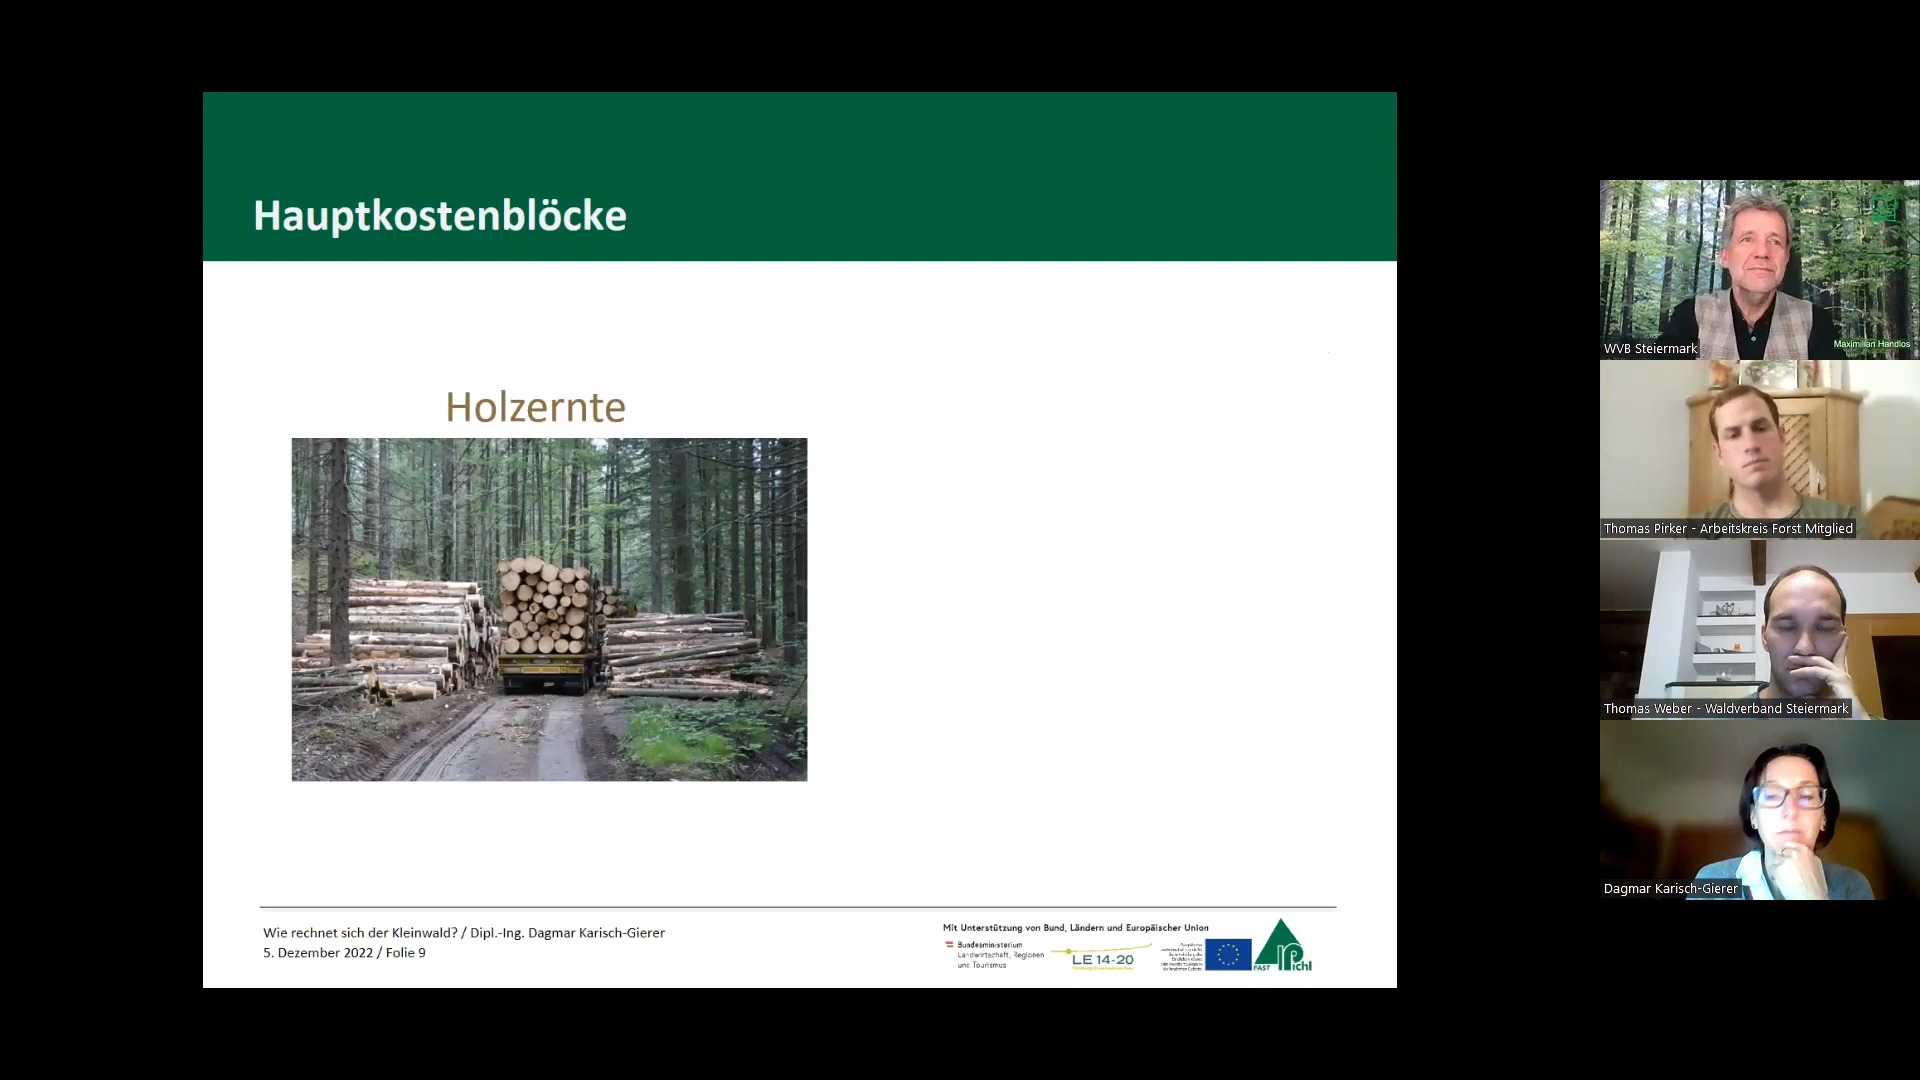 Hauptkostenblöcke
Holzernte
Wie rechnet sich der Kleinwald? / Dipl.-Ing. Dagmar Karisch-Gierer
5. Dezember 2022 / Folie 9
Mit Unterstützung von Bund, Ländern und Europäischer Union
Bundesministerium
Landwirtschaft, Regionen
und Tourismus
LE 14-20
FAST Pichl
WVB Steiermark
Maximilian Handlos
Thomas Pirker - Arbeitskreis Forst Mitglied
Thomas Weber - Waldverband Steiermark
Dagmar Karisch-Gierer